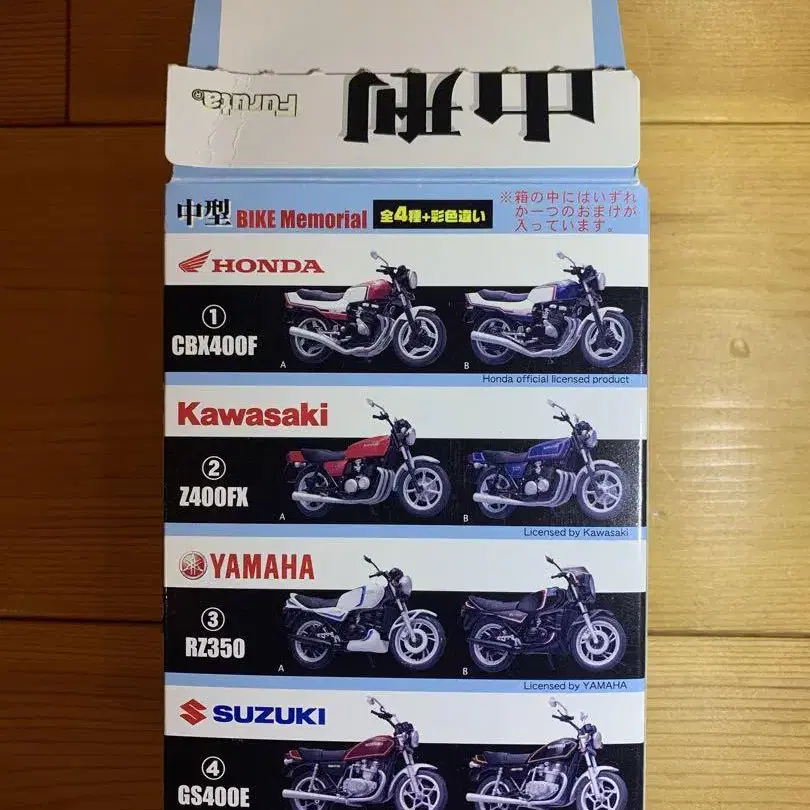 Furuta®
中型
中型 BIKE Memorial 全4種+彩色違い
※箱の中にはいずれ
か一つのおまけが
入っています。
HONDA
①
CBX400F
A
B
Honda official licensed product
Kawasaki
②
Z400FX
A
B
Licensed by Kawasaki
YAMAHA
③
RZ350
A
B
Licensed by YAMAHA
SUZUKI
④
GS400E